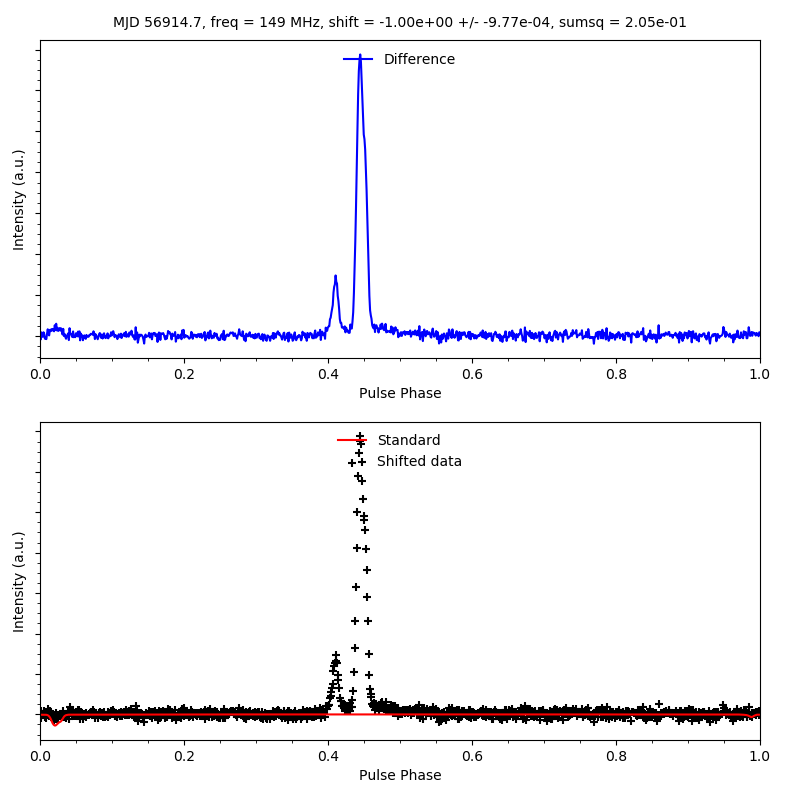 MJD 56914.7, freq = 149 MHz, shift = -1.00e+00 +/- -9.77e-04, sumsq = 2.05e-01
Difference
Intensity (a.u.)
0.0 0.2 0.4 0.6 0.8 1.0
Pulse Phase
Standard
Shifted data
Intensity (a.u.)
0.0 0.2 0.4 0.6 0.8 1.0
Pulse Phase